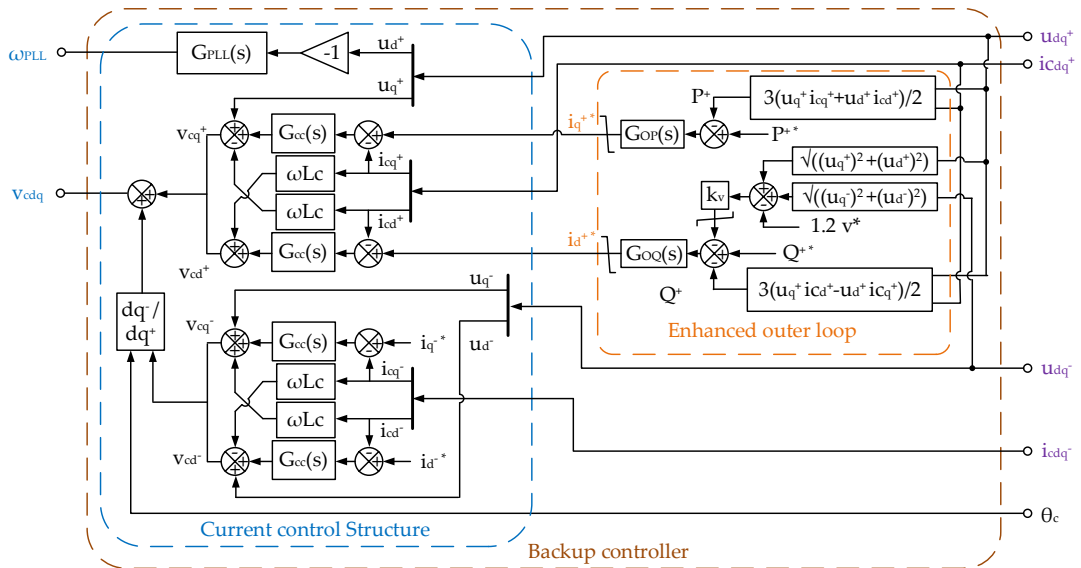 ωPLL
GPLL(s)
-1
ud+
uq+
udq+
icdq+
P+
3(uq+icq++ud+icd+)/2
iq+*
GOP(s)
P+*
vcq+
Gcc(s)
icq+
ωLc
√((uq+)2+(ud+)2)
vcdq
kv
√((uq-)2+(ud-)2)
ωLc
icd+
1.2 v*
id+*
Gcc(s)
GOQ(s)
Q+*
vcd+
Q+
3(uq+icd+-ud+icq+)/2
uq-
dq-/
dq+
vcq-
Gcc(s)
iq-*
ud-
Enhanced outer loop
icq-
ωLc
udq-
ωLc
icd-
vcd-
Gcc(s)
id-*
icdq-
θc
Current control Structure
Backup controller